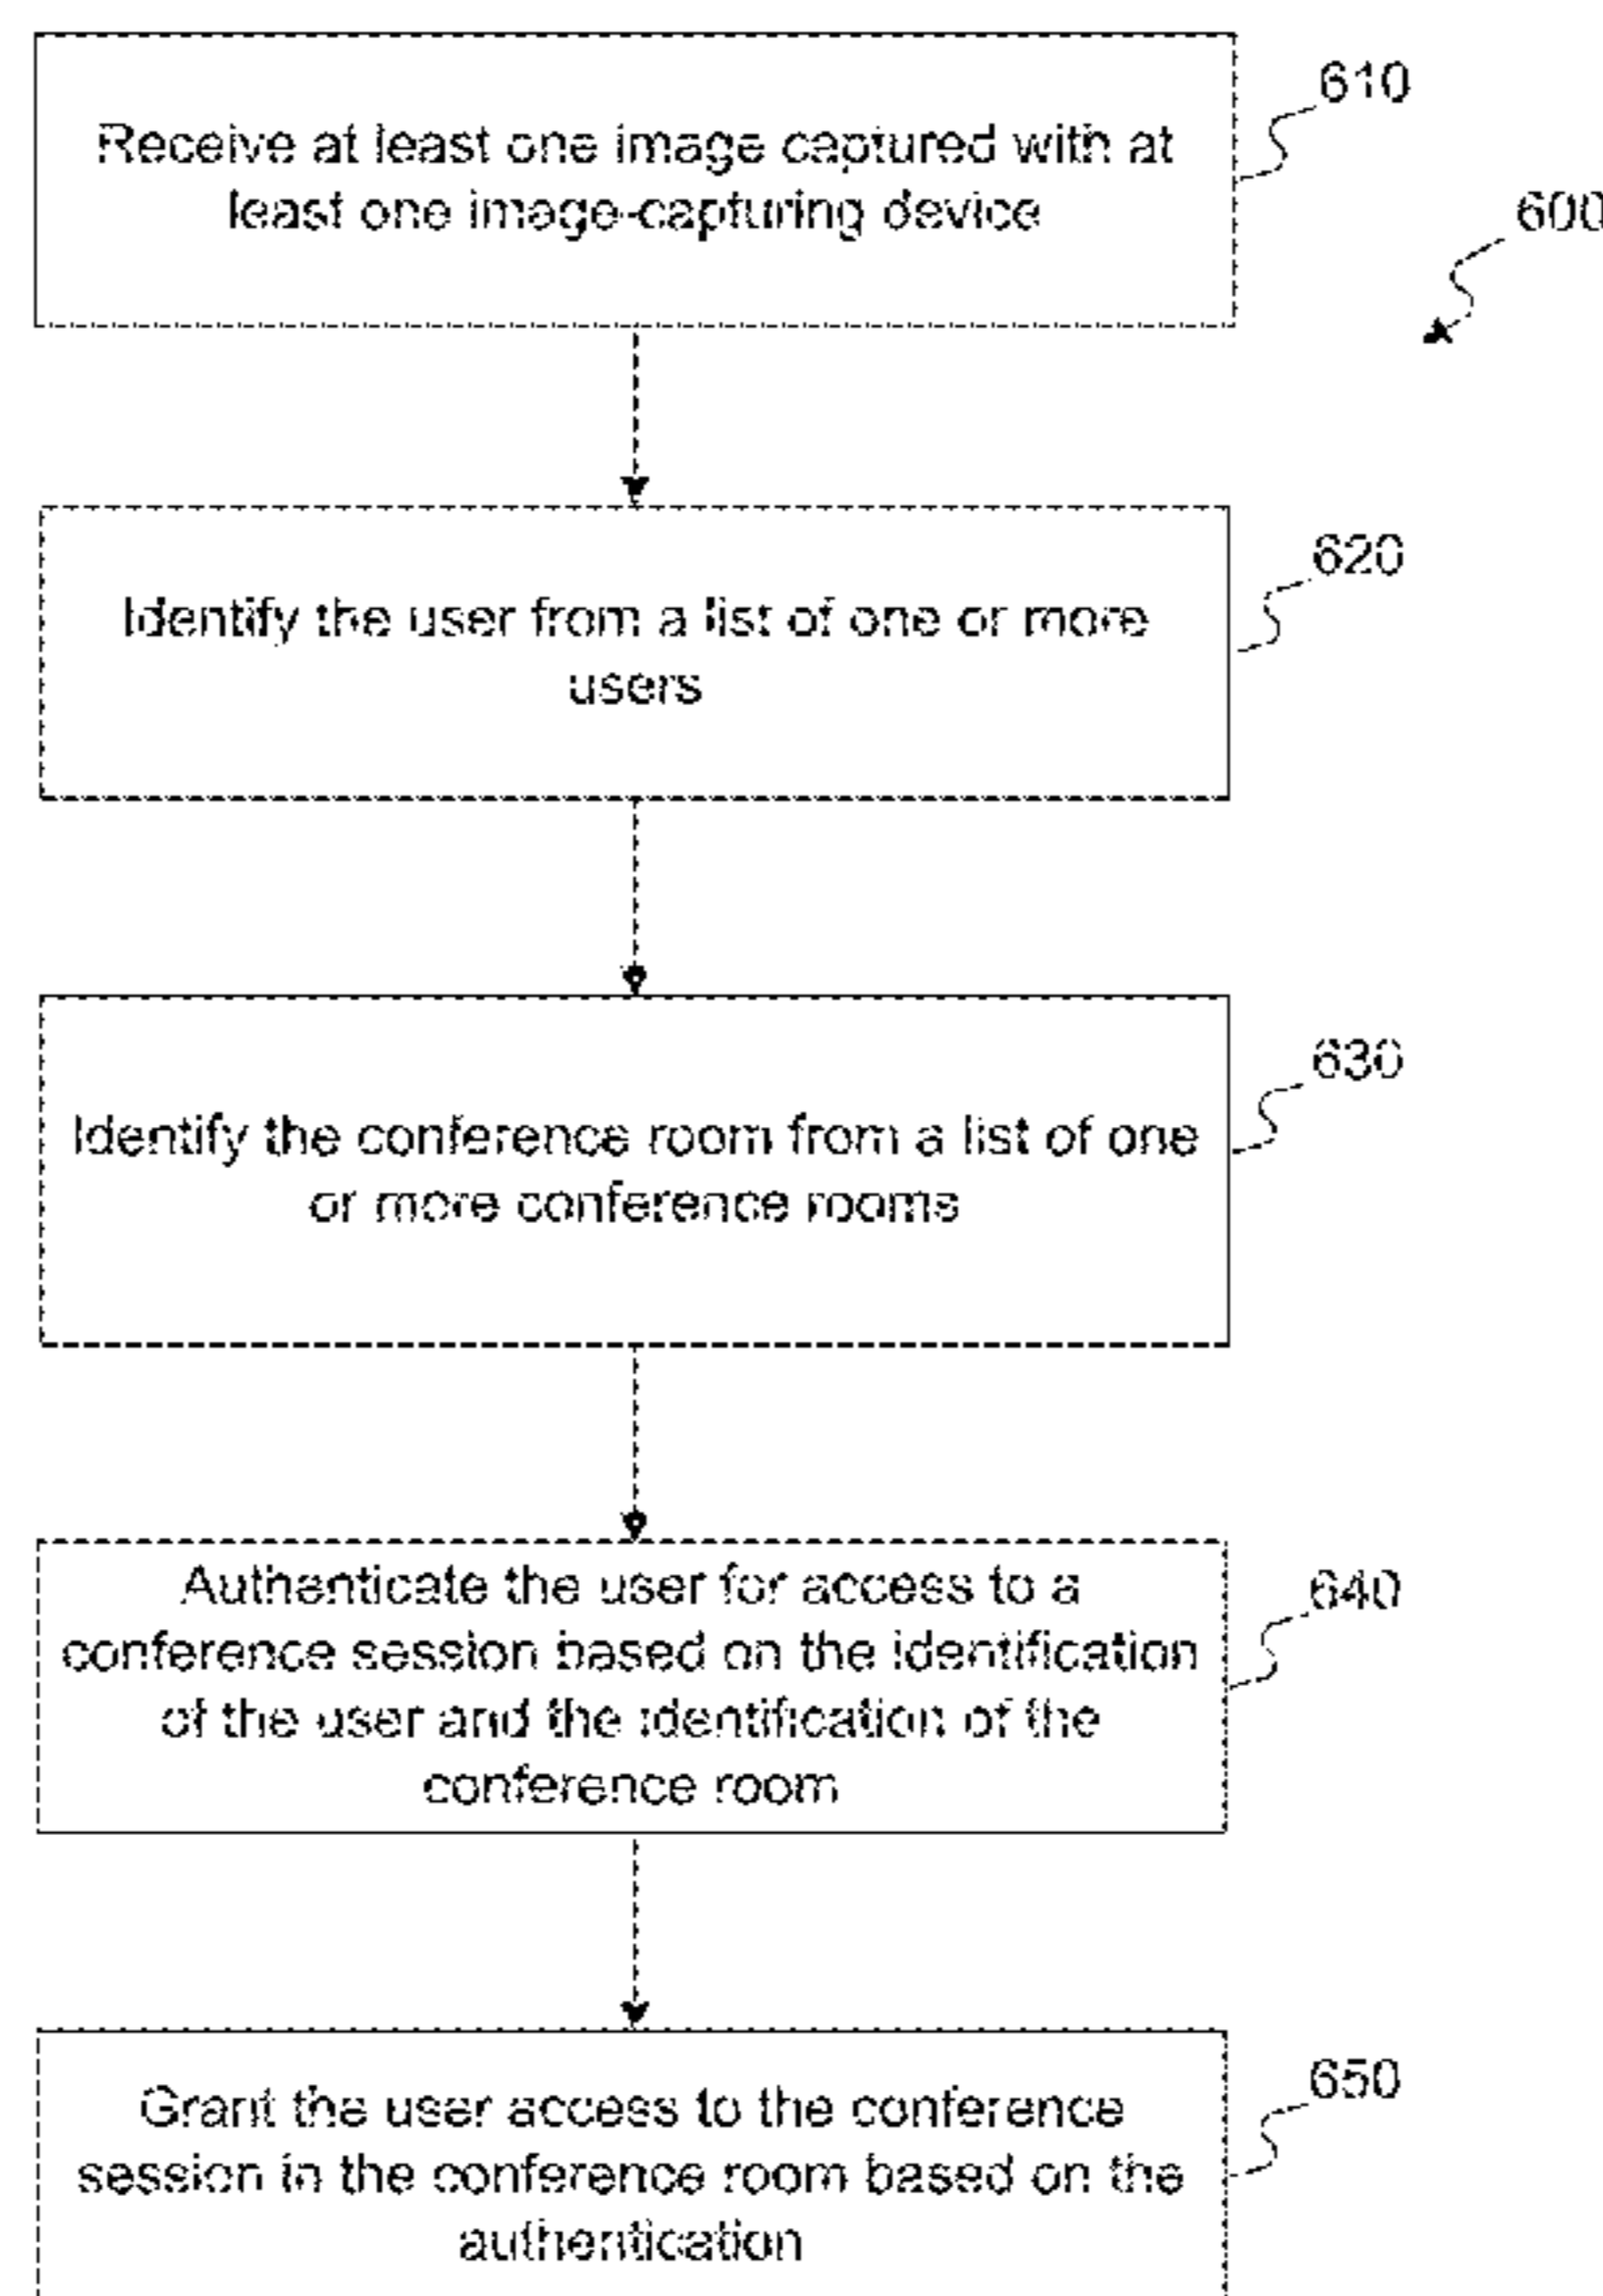 610
Receive at least one image captured with at
least one image-capturing device
600
620
Identify the user from a list of one or more
users
630
Identify the conference room from a list of one
or more conference rooms
640
Authenticate the user for access to a
conference session based on the identification
of the user and the identification of the
conference room
650
Grant the user access to the conference
session in the conference room based on the
authentication